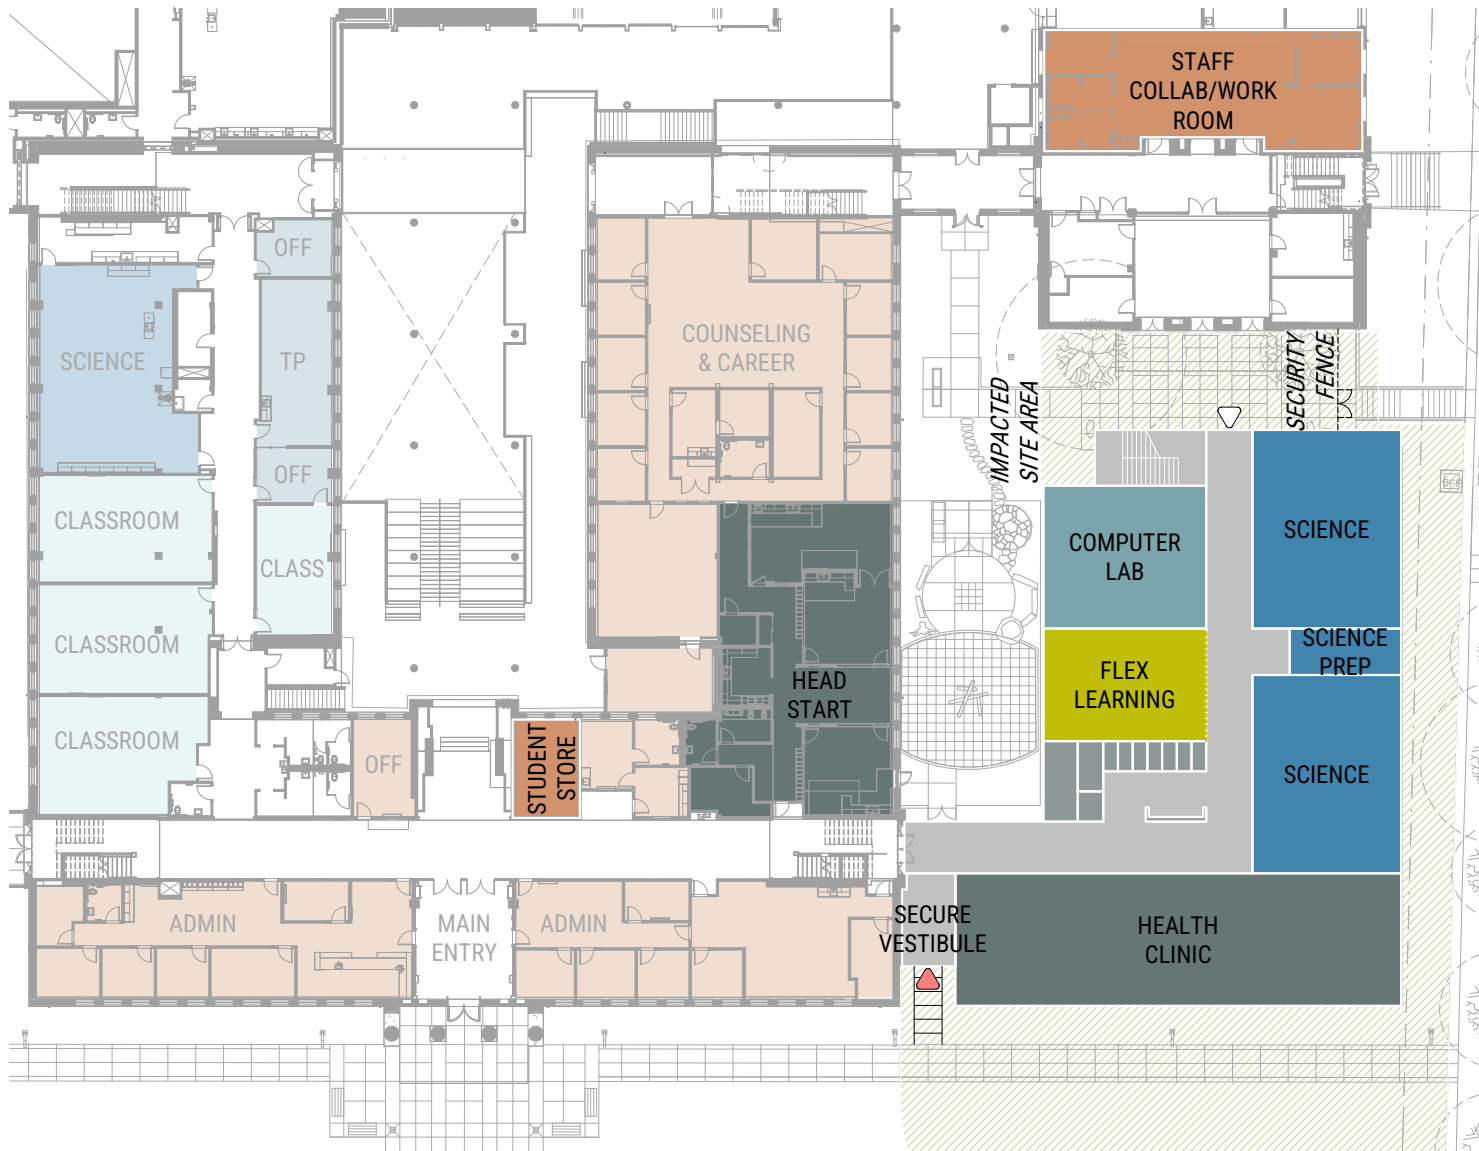 STAFF
COLLAB/WORK
ROOM
OFF
COUNSELING
& CAREER
SCIENCE
TP
IMPACTED
SITE AREA
SECURITY
FENCE
OFF
CLASSROOM
CLASS
COMPUTER
LAB
SCIENCE
CLASSROOM
SCIENCE
PREP
FLEX
LEARNING
HEAD
START
CLASSROOM
OFF
STUDENT
STORE
SCIENCE
ADMIN
MAIN
ENTRY
ADMIN
SECURE
VESTIBULE
HEALTH
CLINIC